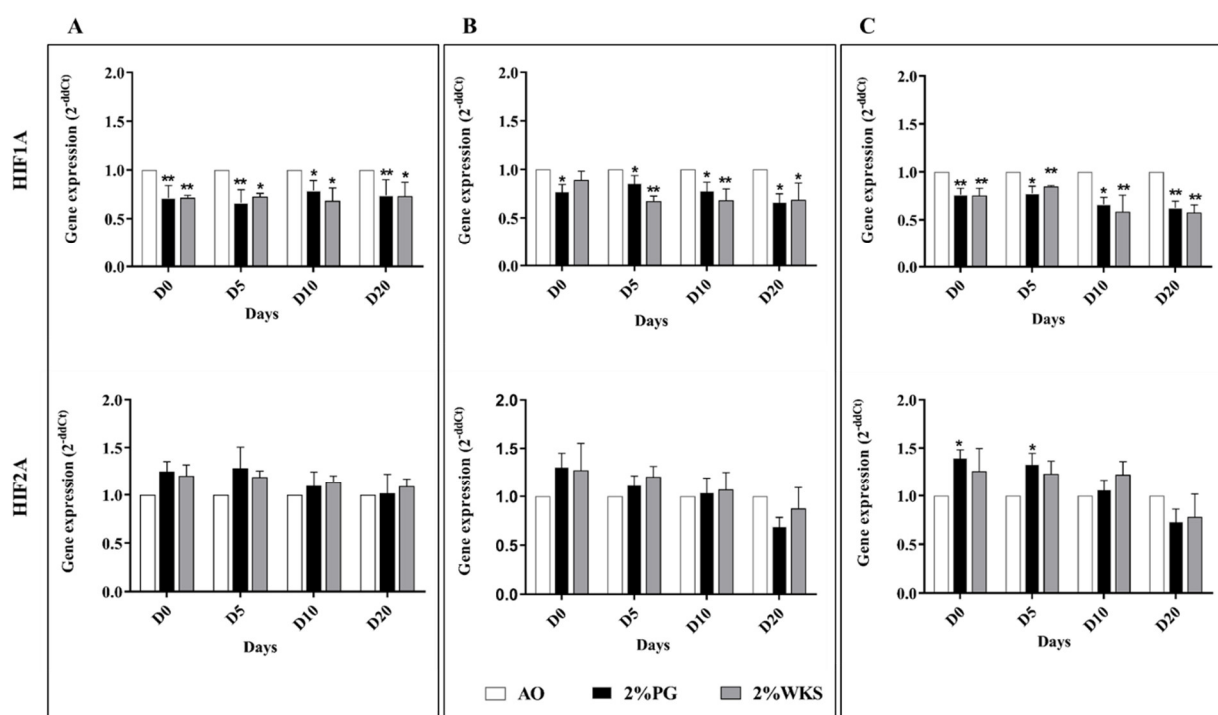 A
B
C
HIF1A
Gene expression (2^-ddCt)
2.0
1.5
1.0
0.5
0.0
** ** ** * * * ** *
D0 D5 D10 D20
Days
Gene expression (2^-ddCt)
2.0
1.5
1.0
0.5
0.0
* * ** * ** * *
D0 D5 D10 D20
Days
Gene expression (2^-ddCt)
2.0
1.5
1.0
0.5
0.0
** ** * ** * ** ** **
D0 D5 D10 D20
Days
HIF2A
Gene expression (2^-ddCt)
2.0
1.5
1.0
0.5
0.0
D0 D5 D10 D20
Days
Gene expression (2^-ddCt)
2.0
1.5
1.0
0.5
0.0
D0 D5 D10 D20
Days
Gene expression (2^-ddCt)
2.0
1.5
1.0
0.5
0.0
* *
D0 D5 D10 D20
Days
AO 2%PG 2%WKS